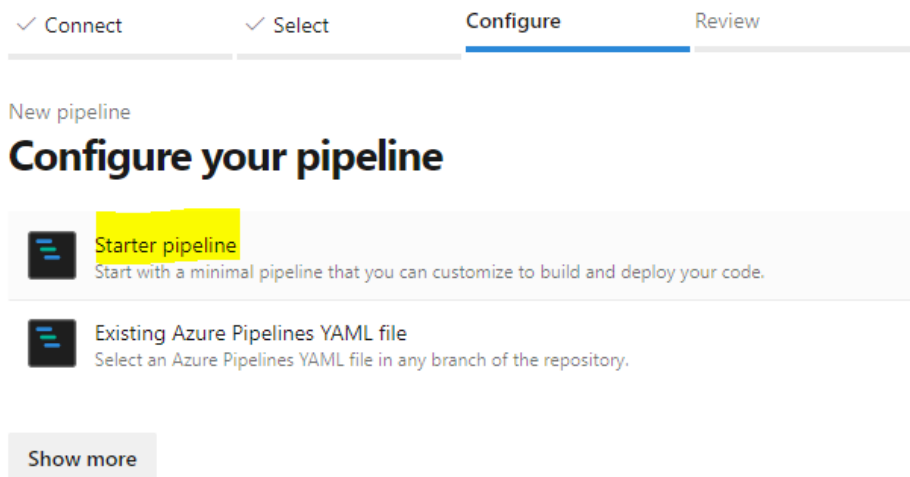 Connect
Select
Configure
Review
New pipeline
Configure your pipeline
Starter pipeline
Start with a minimal pipeline that you can customize to build and deploy your code.
Existing Azure Pipelines YAML file
Select an Azure Pipelines YAML file in any branch of the repository.
Show more